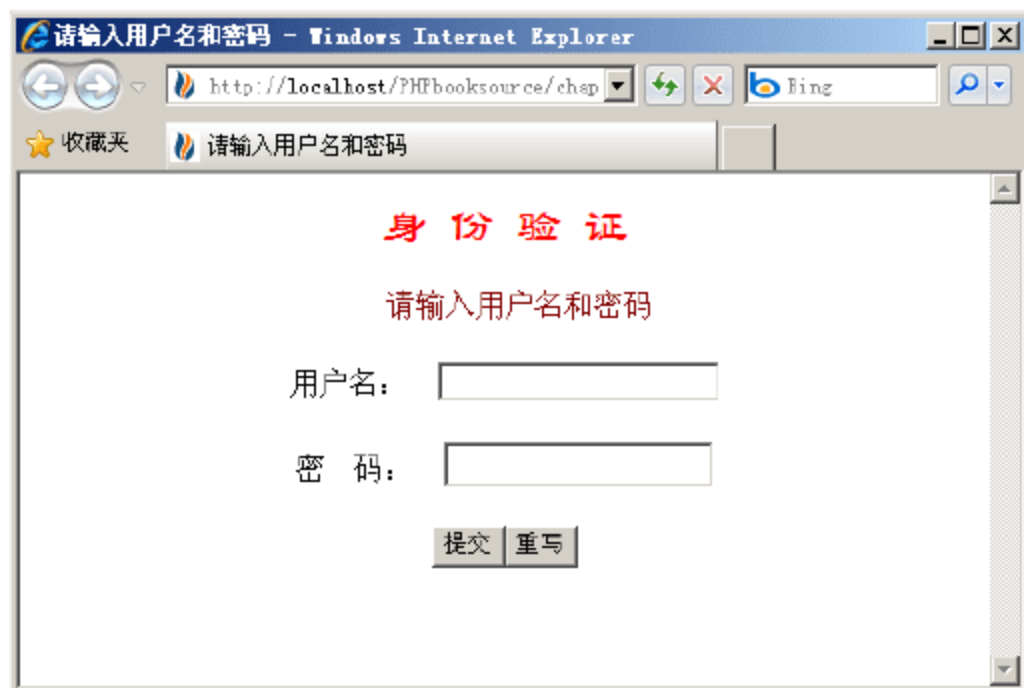 请输入用户名和密码 - Windows Internet Explorer
http://localhost/PHPbooksource/chap
Bing
收藏夹
请输入用户名和密码
身 份 验 证
请输入用户名和密码
用户名：
密 码：
提交 重写